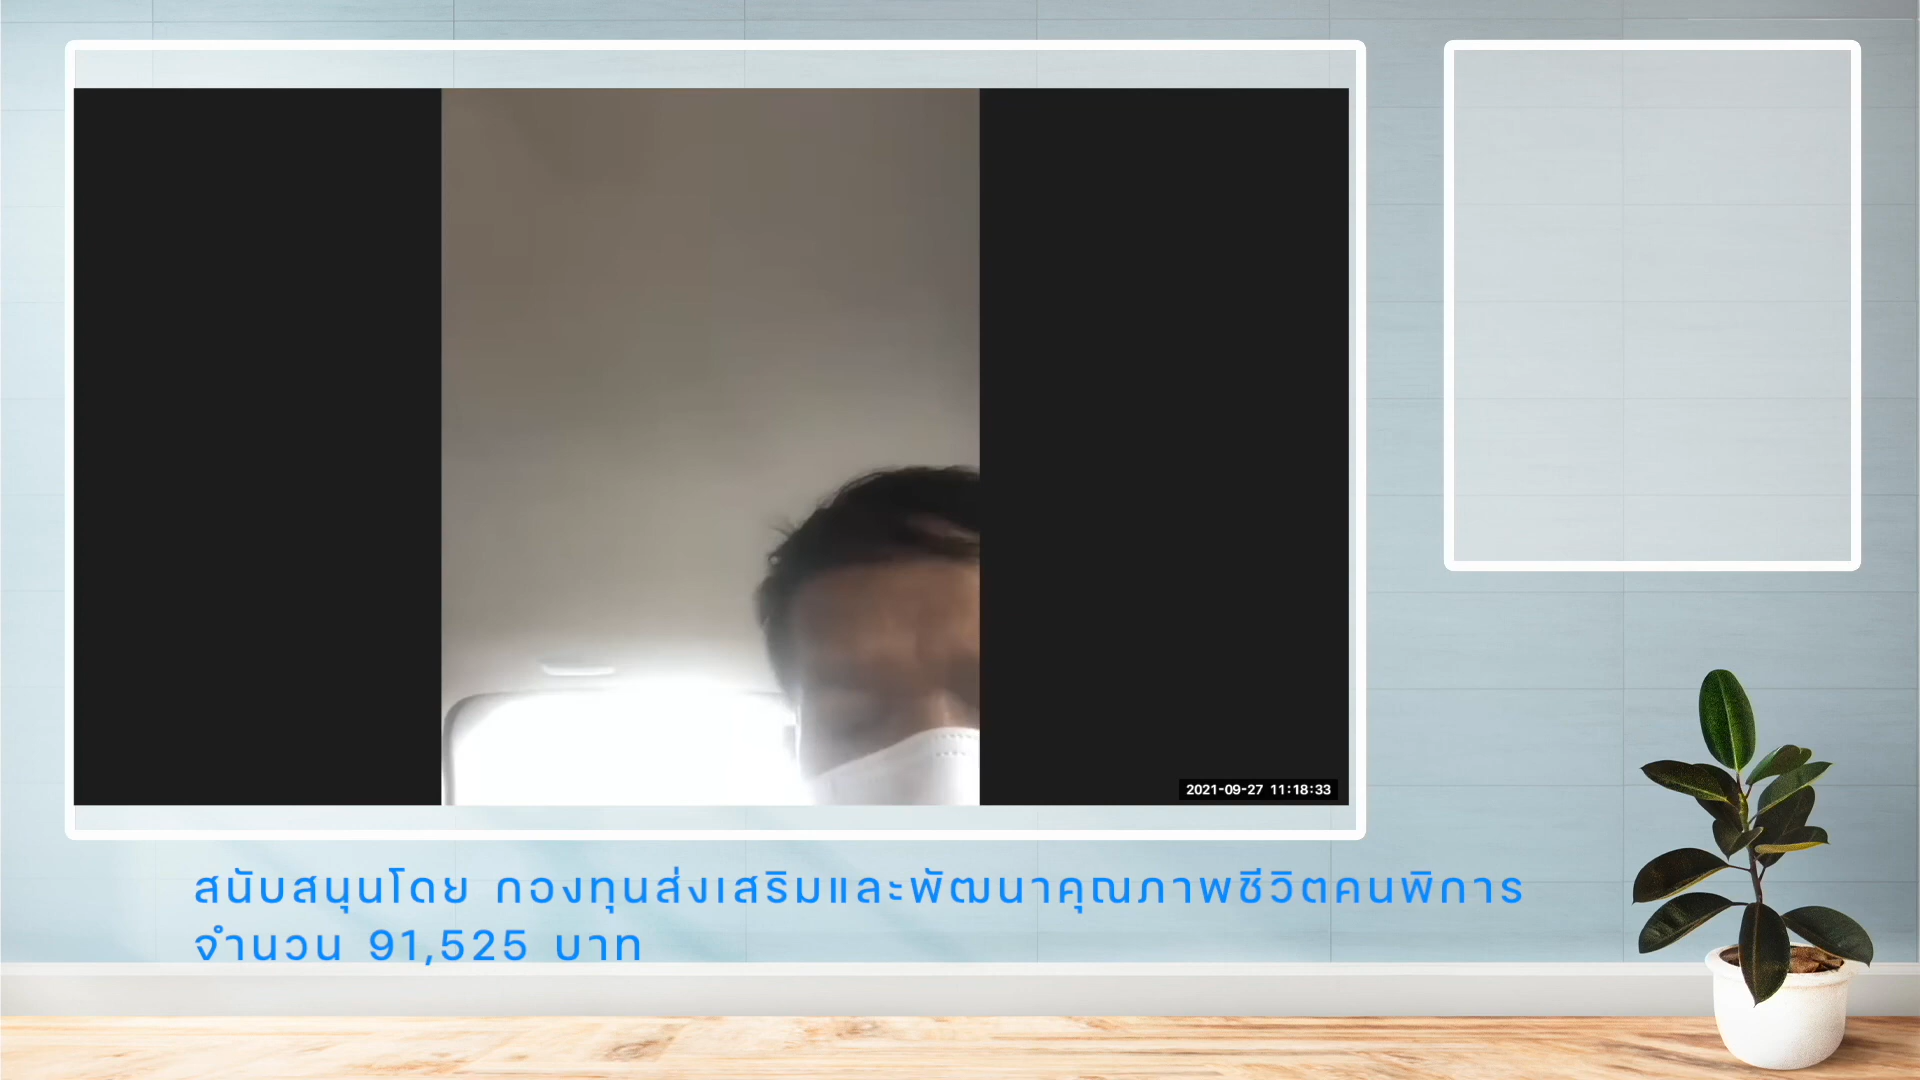 2021-09-27 11:18:33
สนับสนุนโดย กองทุนส่งเสริมและพัฒนาคุณภาพชีวิตคนพิการ
จำนวน 91,525 บาท